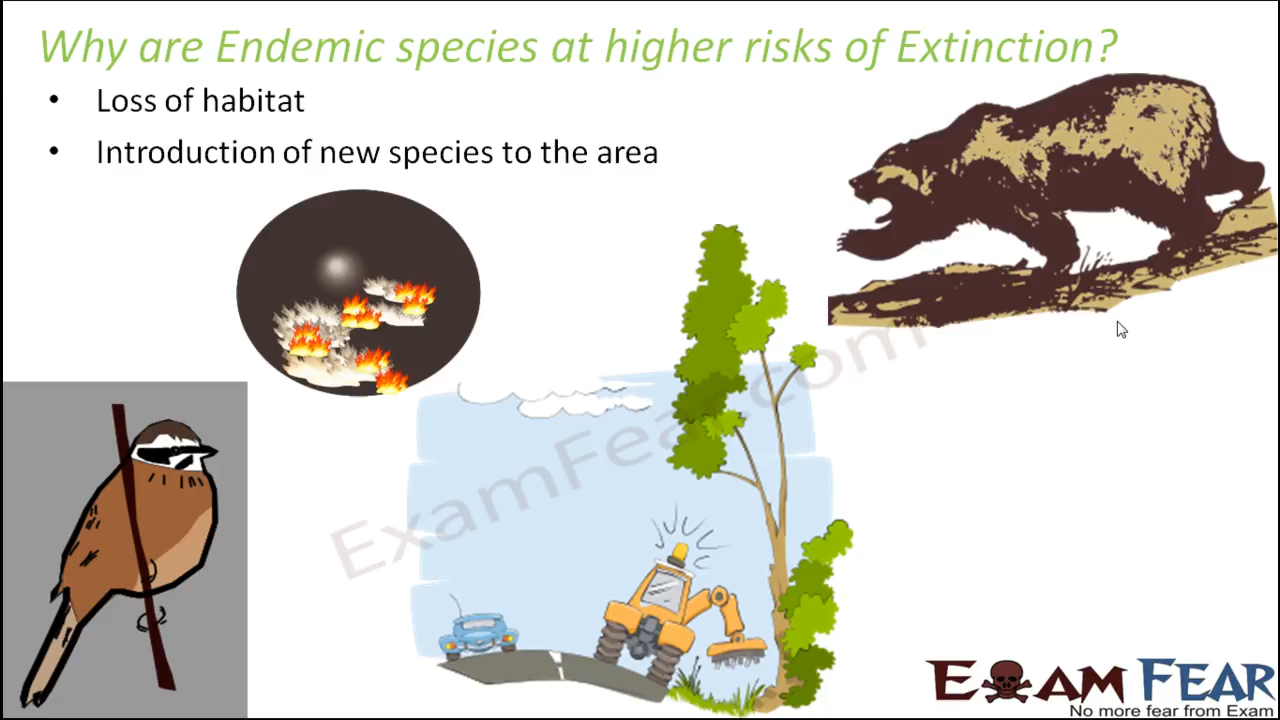 Why are Endemic species at higher risks of Extinction?
• Loss of habitat
• Introduction of new species to the area
ExamFear.com
EXAM FEAR
No more fear from Exam